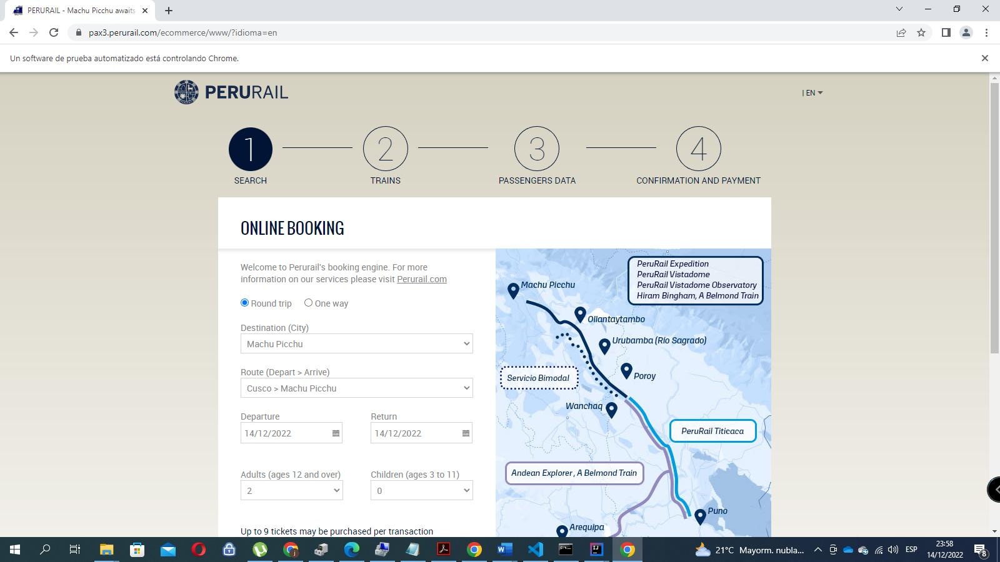 PERURAIL - Machu Picchu awaits
pax3.perurail.com/ecommerce/www/?idioma=en
Un software de prueba automatizado está controlando Chrome.
PERURAIL
| EN
1
2
3
4
SEARCH
TRAINS
PASSENGERS DATA
CONFIRMATION AND PAYMENT
ONLINE BOOKING
Welcome to Perurail's booking engine. For more
information on our services please visit Perurail.com
Round trip
One way
Destination (City)
Machu Picchu
Route (Depart > Arrive)
Cusco > Machu Picchu
Departure
Return
14/12/2022
14/12/2022
Adults (ages 12 and over)
Children (ages 3 to 11)
2
0
Up to 9 tickets may be purchased per transaction
PeruRail Expedition
PeruRail Vistadome
PeruRail Vistadome Observatory
Hiram Bingham, A Belmond Train
Machu Picchu
Ollantaytambo
Urubamba (Río Sagrado)
Servicio Bimodal
Poroy
Wanchaq
PeruRail Titicaca
Andean Explorer, A Belmond Train
Puno
Arequipa
21°C Mayorm. nubla...
ESP
23:58
14/12/2022
8